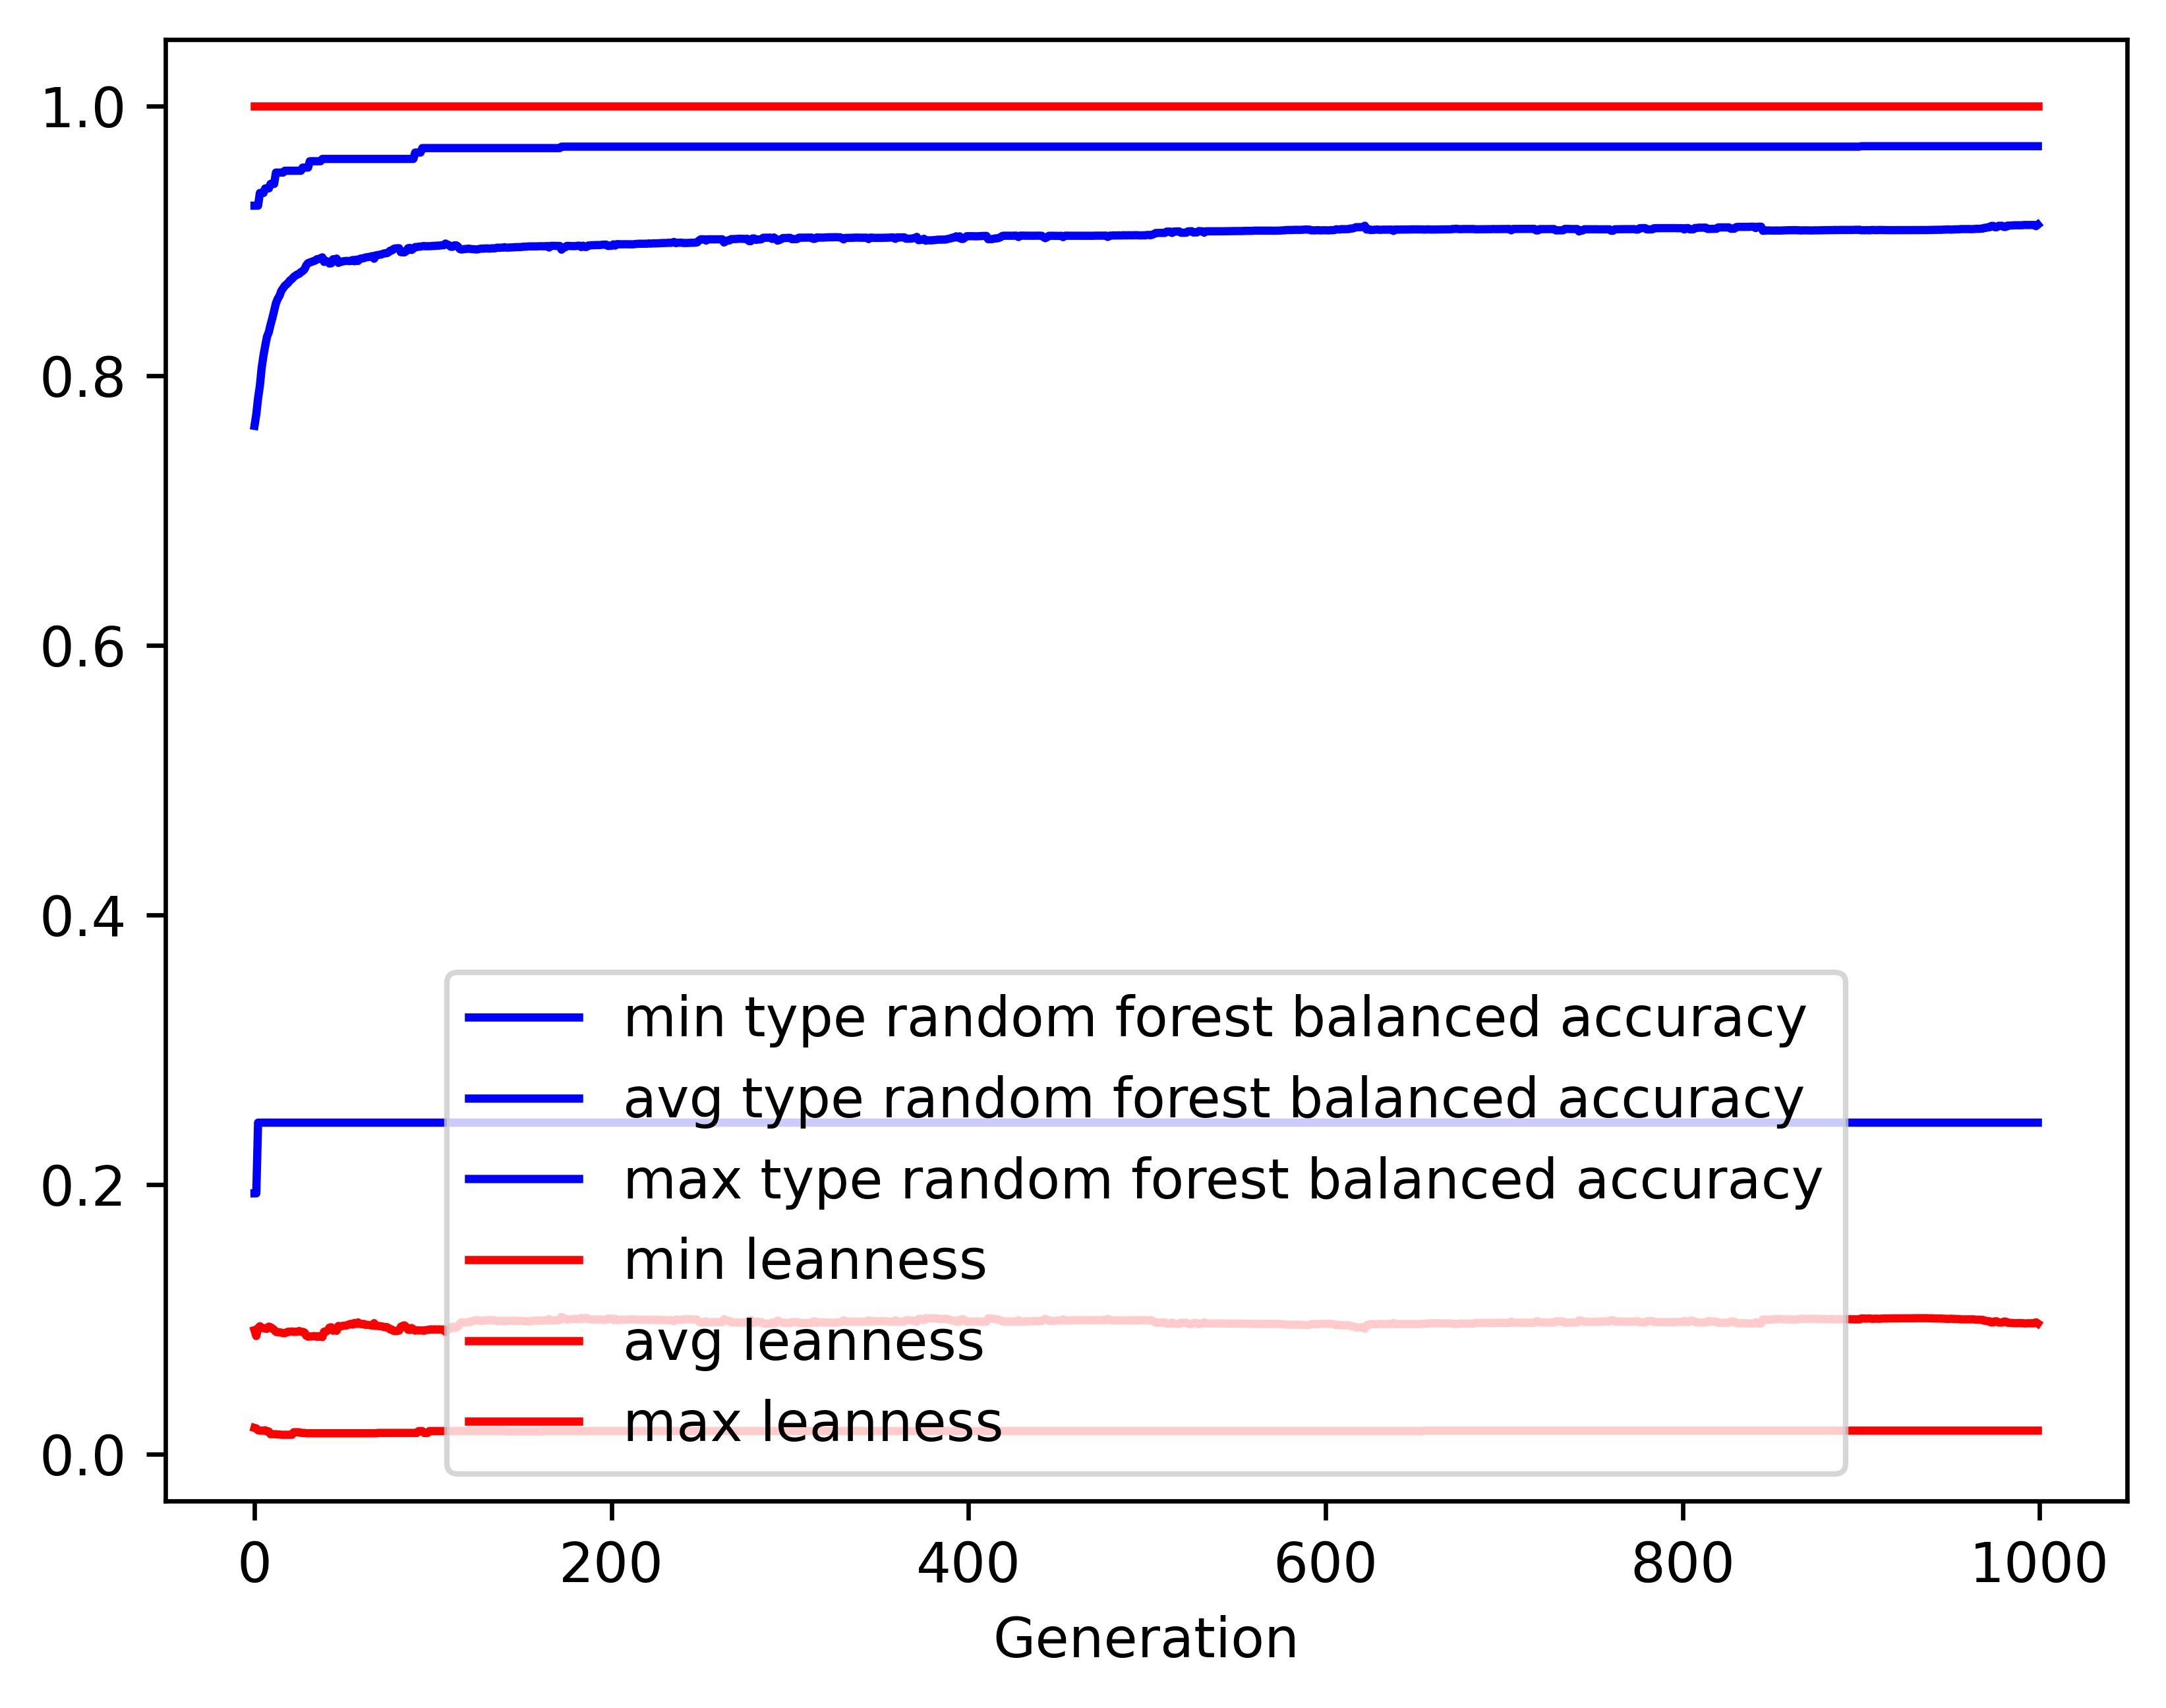 1.0
0.8
0.6
0.4
0.2
0.0
min type random forest balanced accuracy
avg type random forest balanced accuracy
max type random forest balanced accuracy
min leanness
avg leanness
max leanness
0 200 400 600 800 1000
Generation